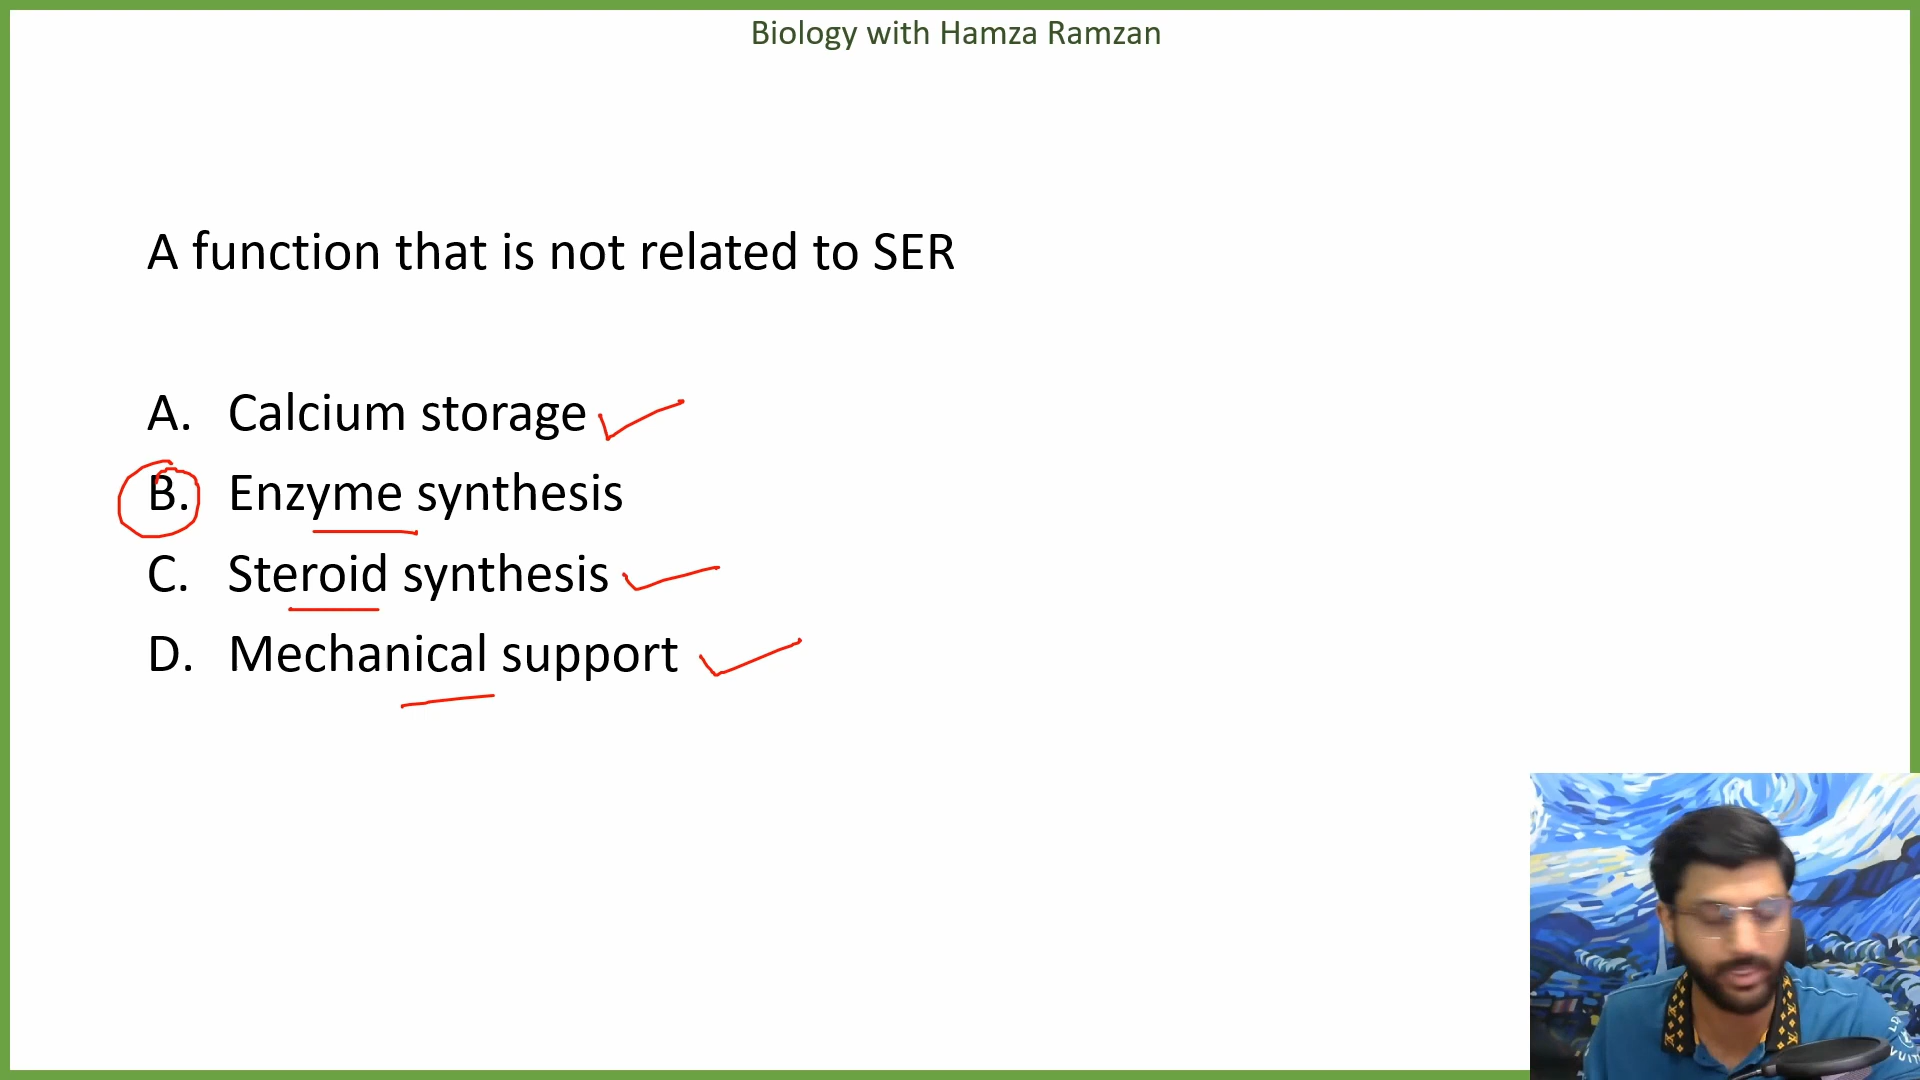 Biology with Hamza Ramzan
A function that is not related to SER
A. Calcium storage
B. Enzyme synthesis
C. Steroid synthesis
D. Mechanical support